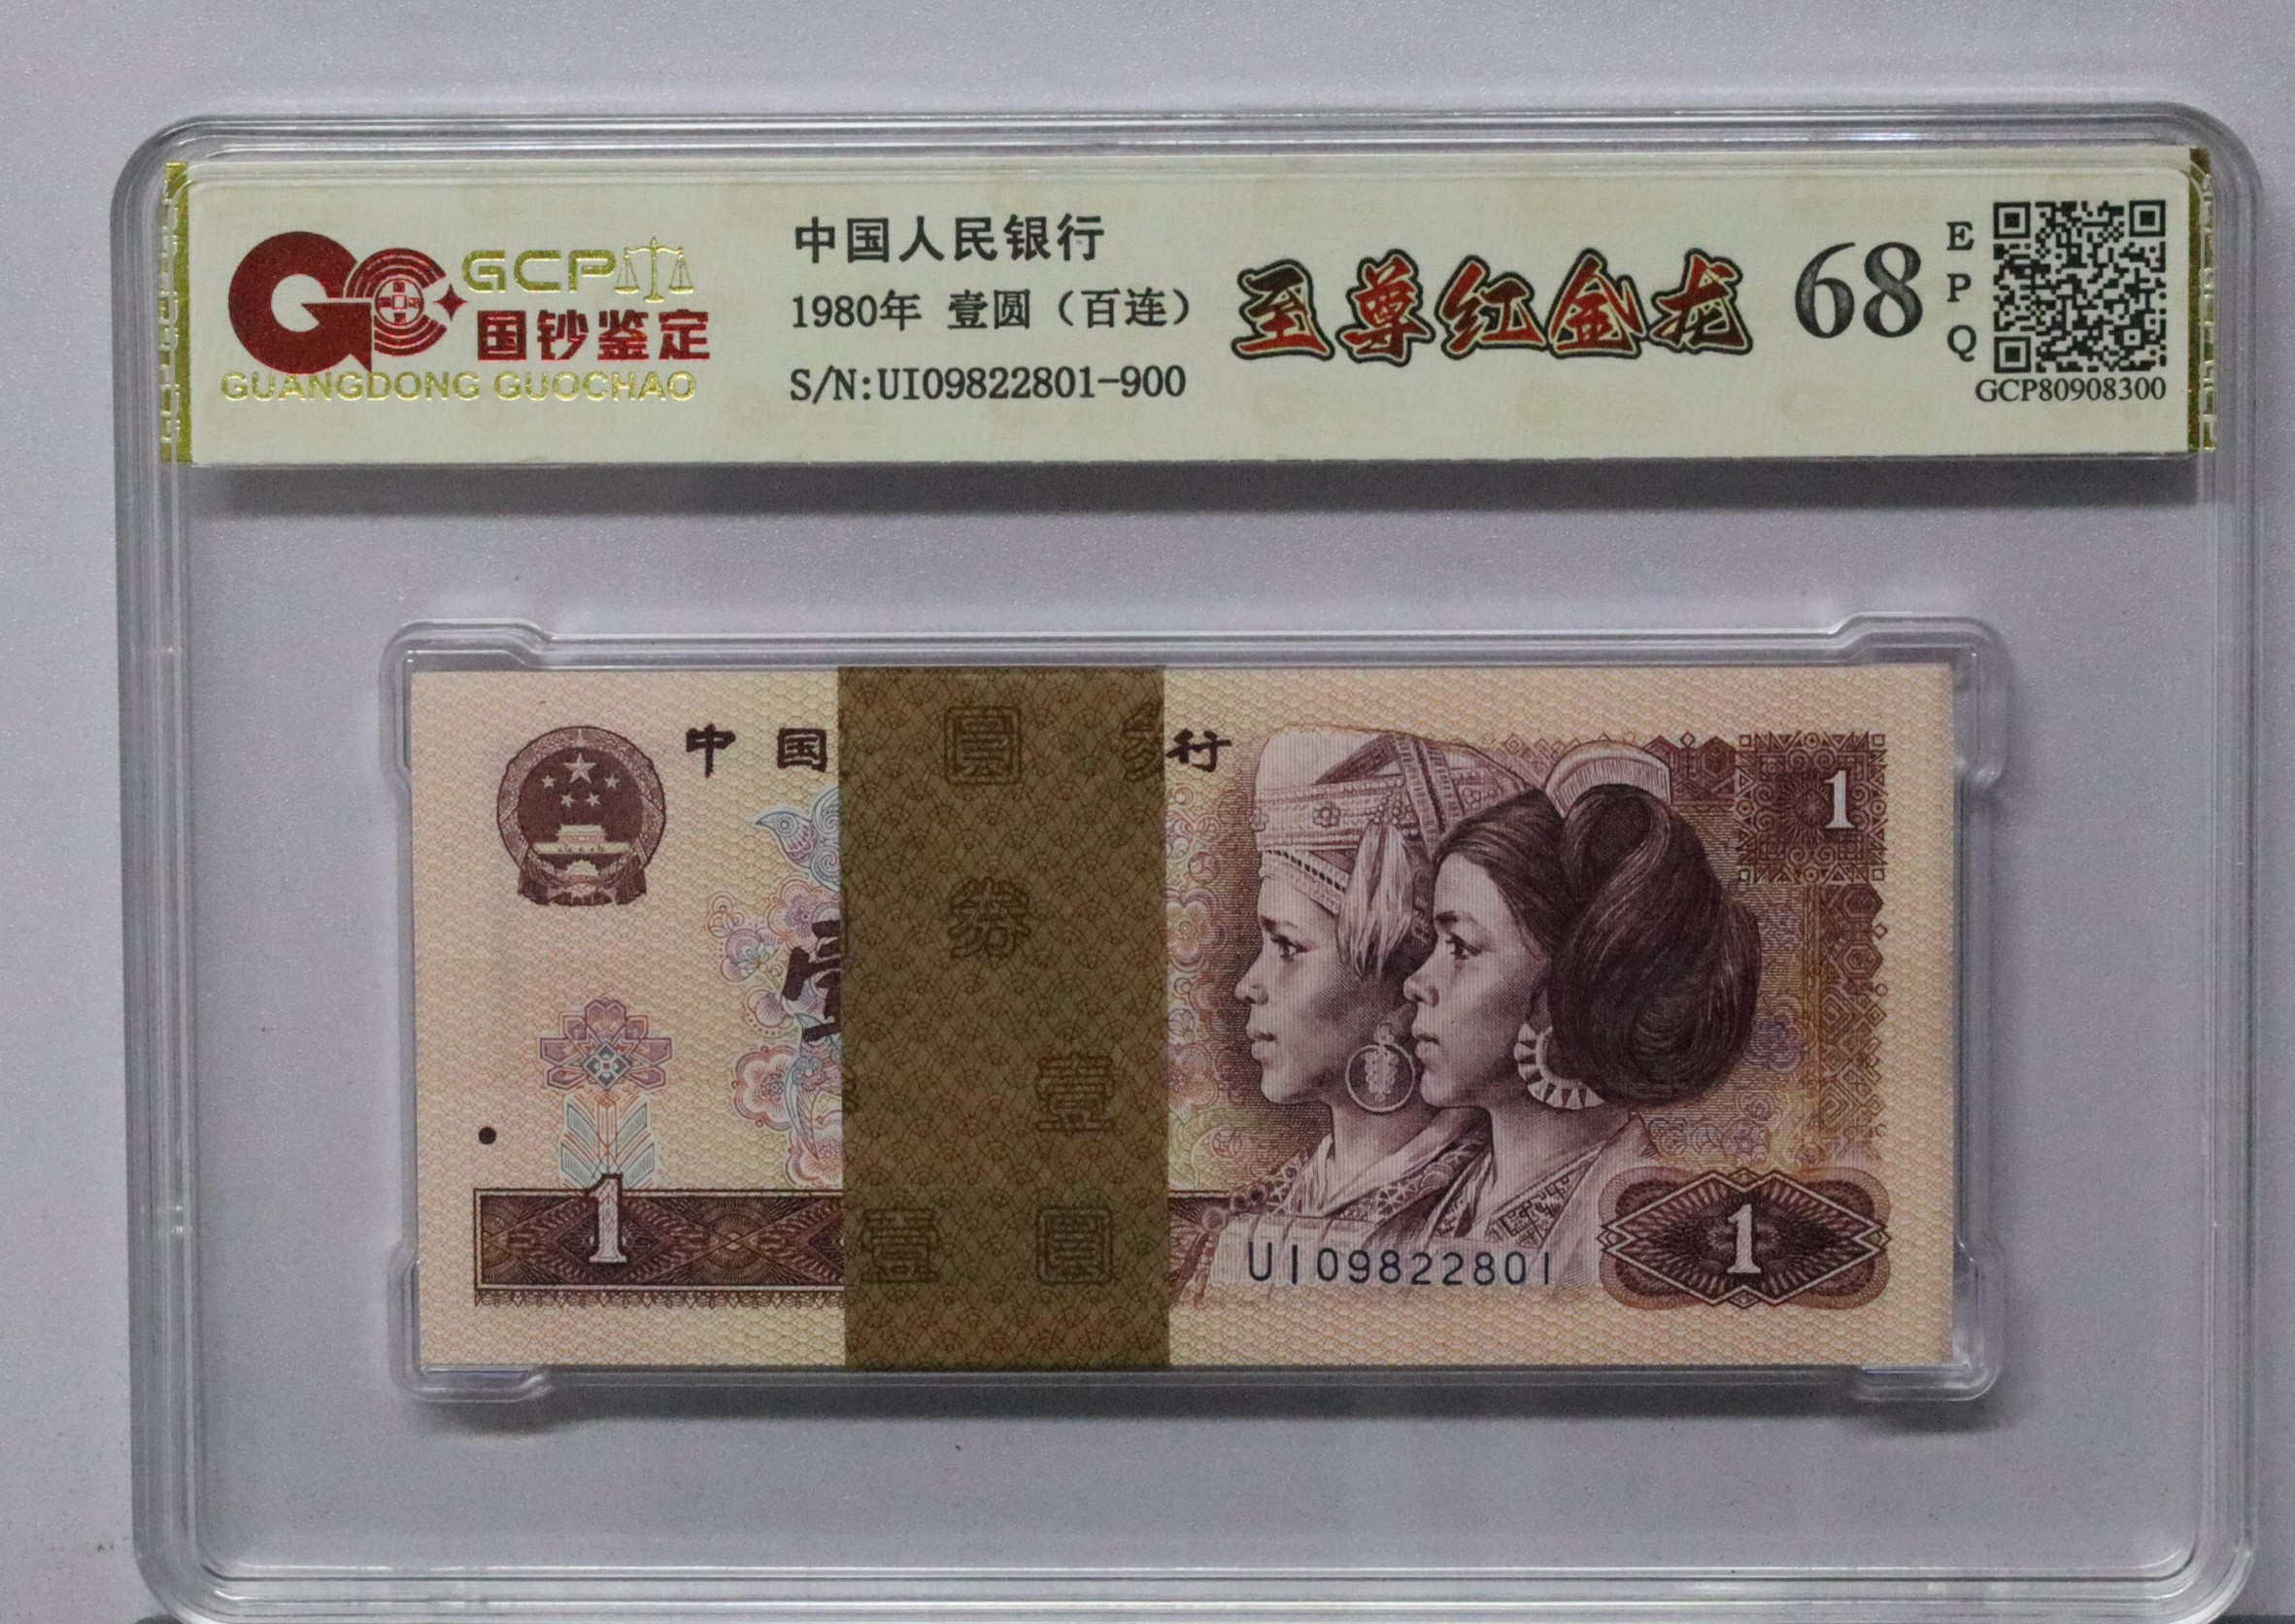 GCP
国钞鉴定
GUANGDONG GUOCHAO
中国人民银行
1980年 壹圆（百连）
S/N:UI09822801-900
至尊红金龙
68
E
P
Q
GCP80908300
中国
行
1
圆
券
壹
壹
圆
1
UI09822801
1